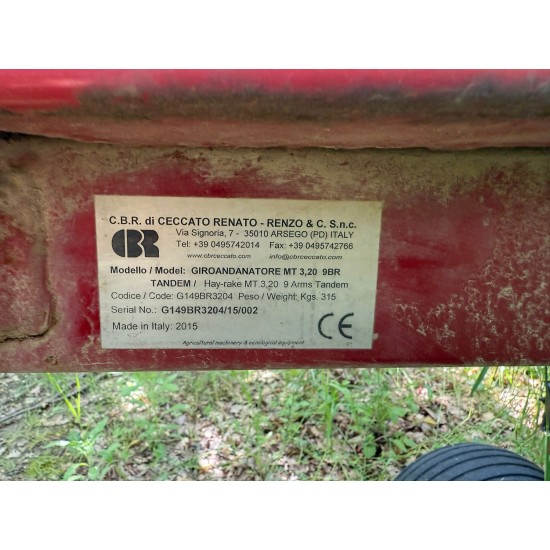 C.B.R. di CECCATO RENATO - RENZO & C. S.n.c.
Via Signoria, 7 - 35010 ARSEGO (PD) ITALY
Tel: +39 0495742014 Fax: +39 0495742766
www.cbrceccato.com info@cbrceccato.com
CBR
Modello / Model: GIROANDANATORE MT 3,20 9BR
TANDEM / Hay-rake MT 3,20 9 Arms Tandem
Codice / Code: G149BR3204 Peso / Weight: Kgs. 315
Serial No.: G149BR3204/15/002
Made in Italy: 2015
CE
Agricultural machinery & ecological equipment